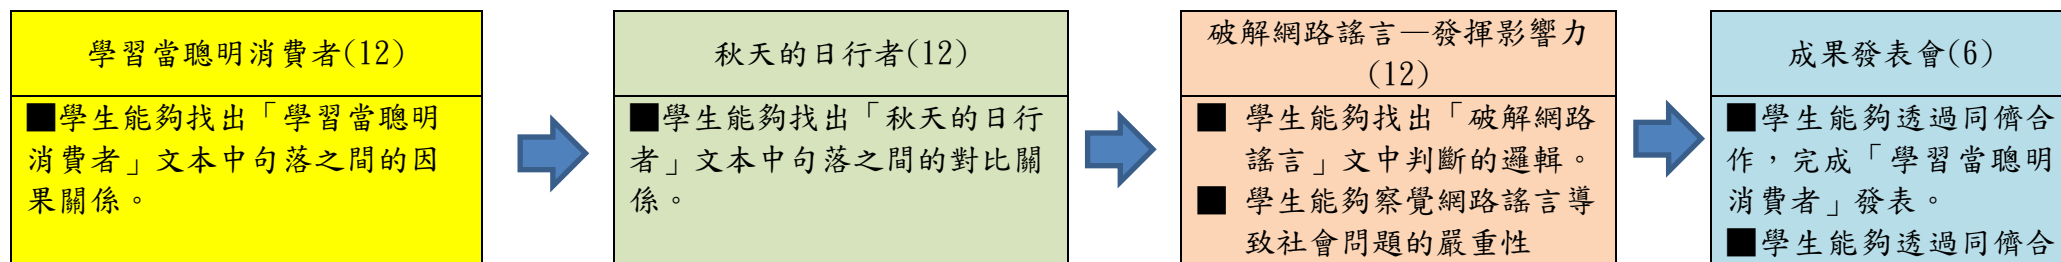 學習當聰明消費者(12)
■學生能夠找出「學習當聰明
消費者」文本中句落之間的因
果關係。
秋天的日行者(12)
■學生能夠找出「秋天的日行
者」文本中句落之間的對比關
係。
破解網路謠言—發揮影響力
(12)
■ 學生能夠找出「破解網路
謠言」文中判斷的邏輯。
■ 學生能夠察覺網路謠言導
致社會問題的嚴重性
成果發表會(6)
■學生能夠透過同儕合
作，完成「學習當聰明
消費者」發表。
■學生能夠透過同儕合